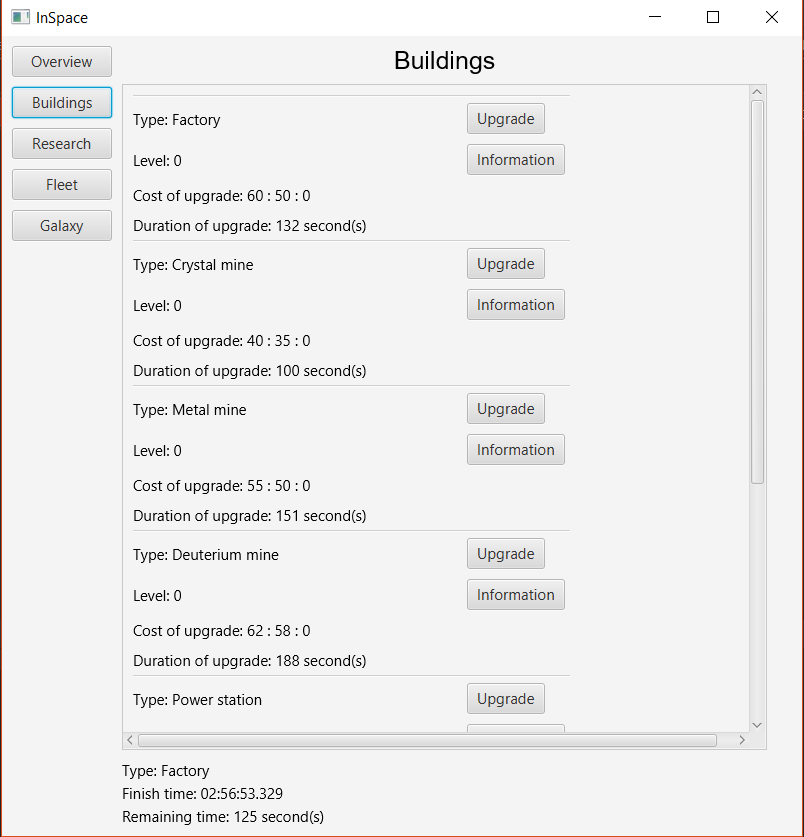 InSpace
Overview
Buildings
Research
Fleet
Galaxy
Buildings
Type: Factory
Upgrade
Level: 0
Information
Cost of upgrade: 60 : 50 : 0
Duration of upgrade: 132 second(s)
Type: Crystal mine
Upgrade
Level: 0
Information
Cost of upgrade: 40 : 35 : 0
Duration of upgrade: 100 second(s)
Type: Metal mine
Upgrade
Level: 0
Information
Cost of upgrade: 55 : 50 : 0
Duration of upgrade: 151 second(s)
Type: Deuterium mine
Upgrade
Level: 0
Information
Cost of upgrade: 62 : 58 : 0
Duration of upgrade: 188 second(s)
Type: Power station
Upgrade
Type: Factory
Finish time: 02:56:53.329
Remaining time: 125 second(s)